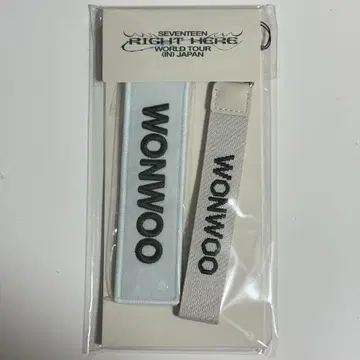 SEVENTEEN
RIGHT HERE
WORLD TOUR
(IN) JAPAN
WONWOO
WONWOO